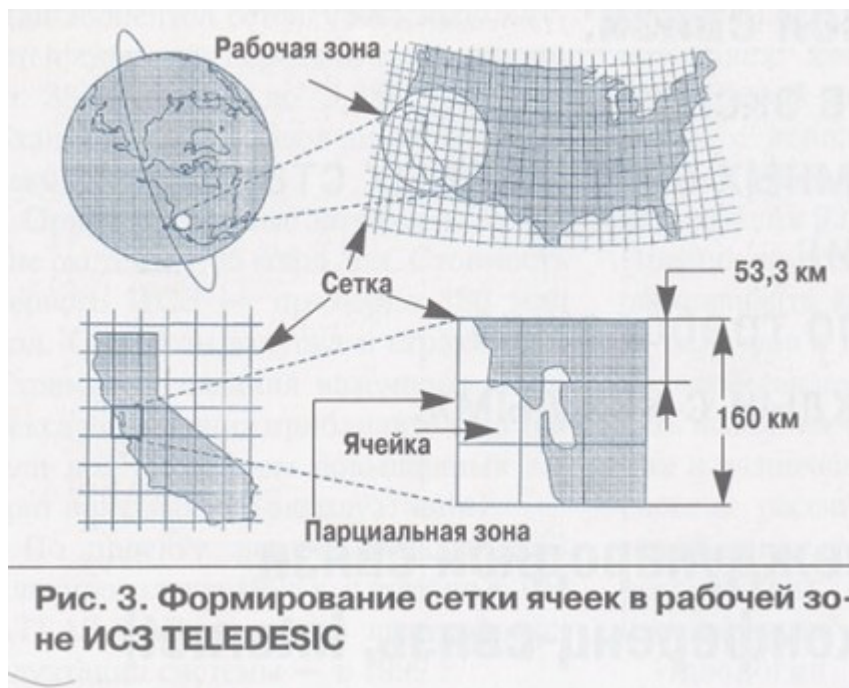 Рабочая зона
Сетка
53,3 км
160 км
Ячейка
Парциальная зона
Рис. 3. Формирование сетки ячеек в рабочей зо-
не ИСЗ TELEDESIC